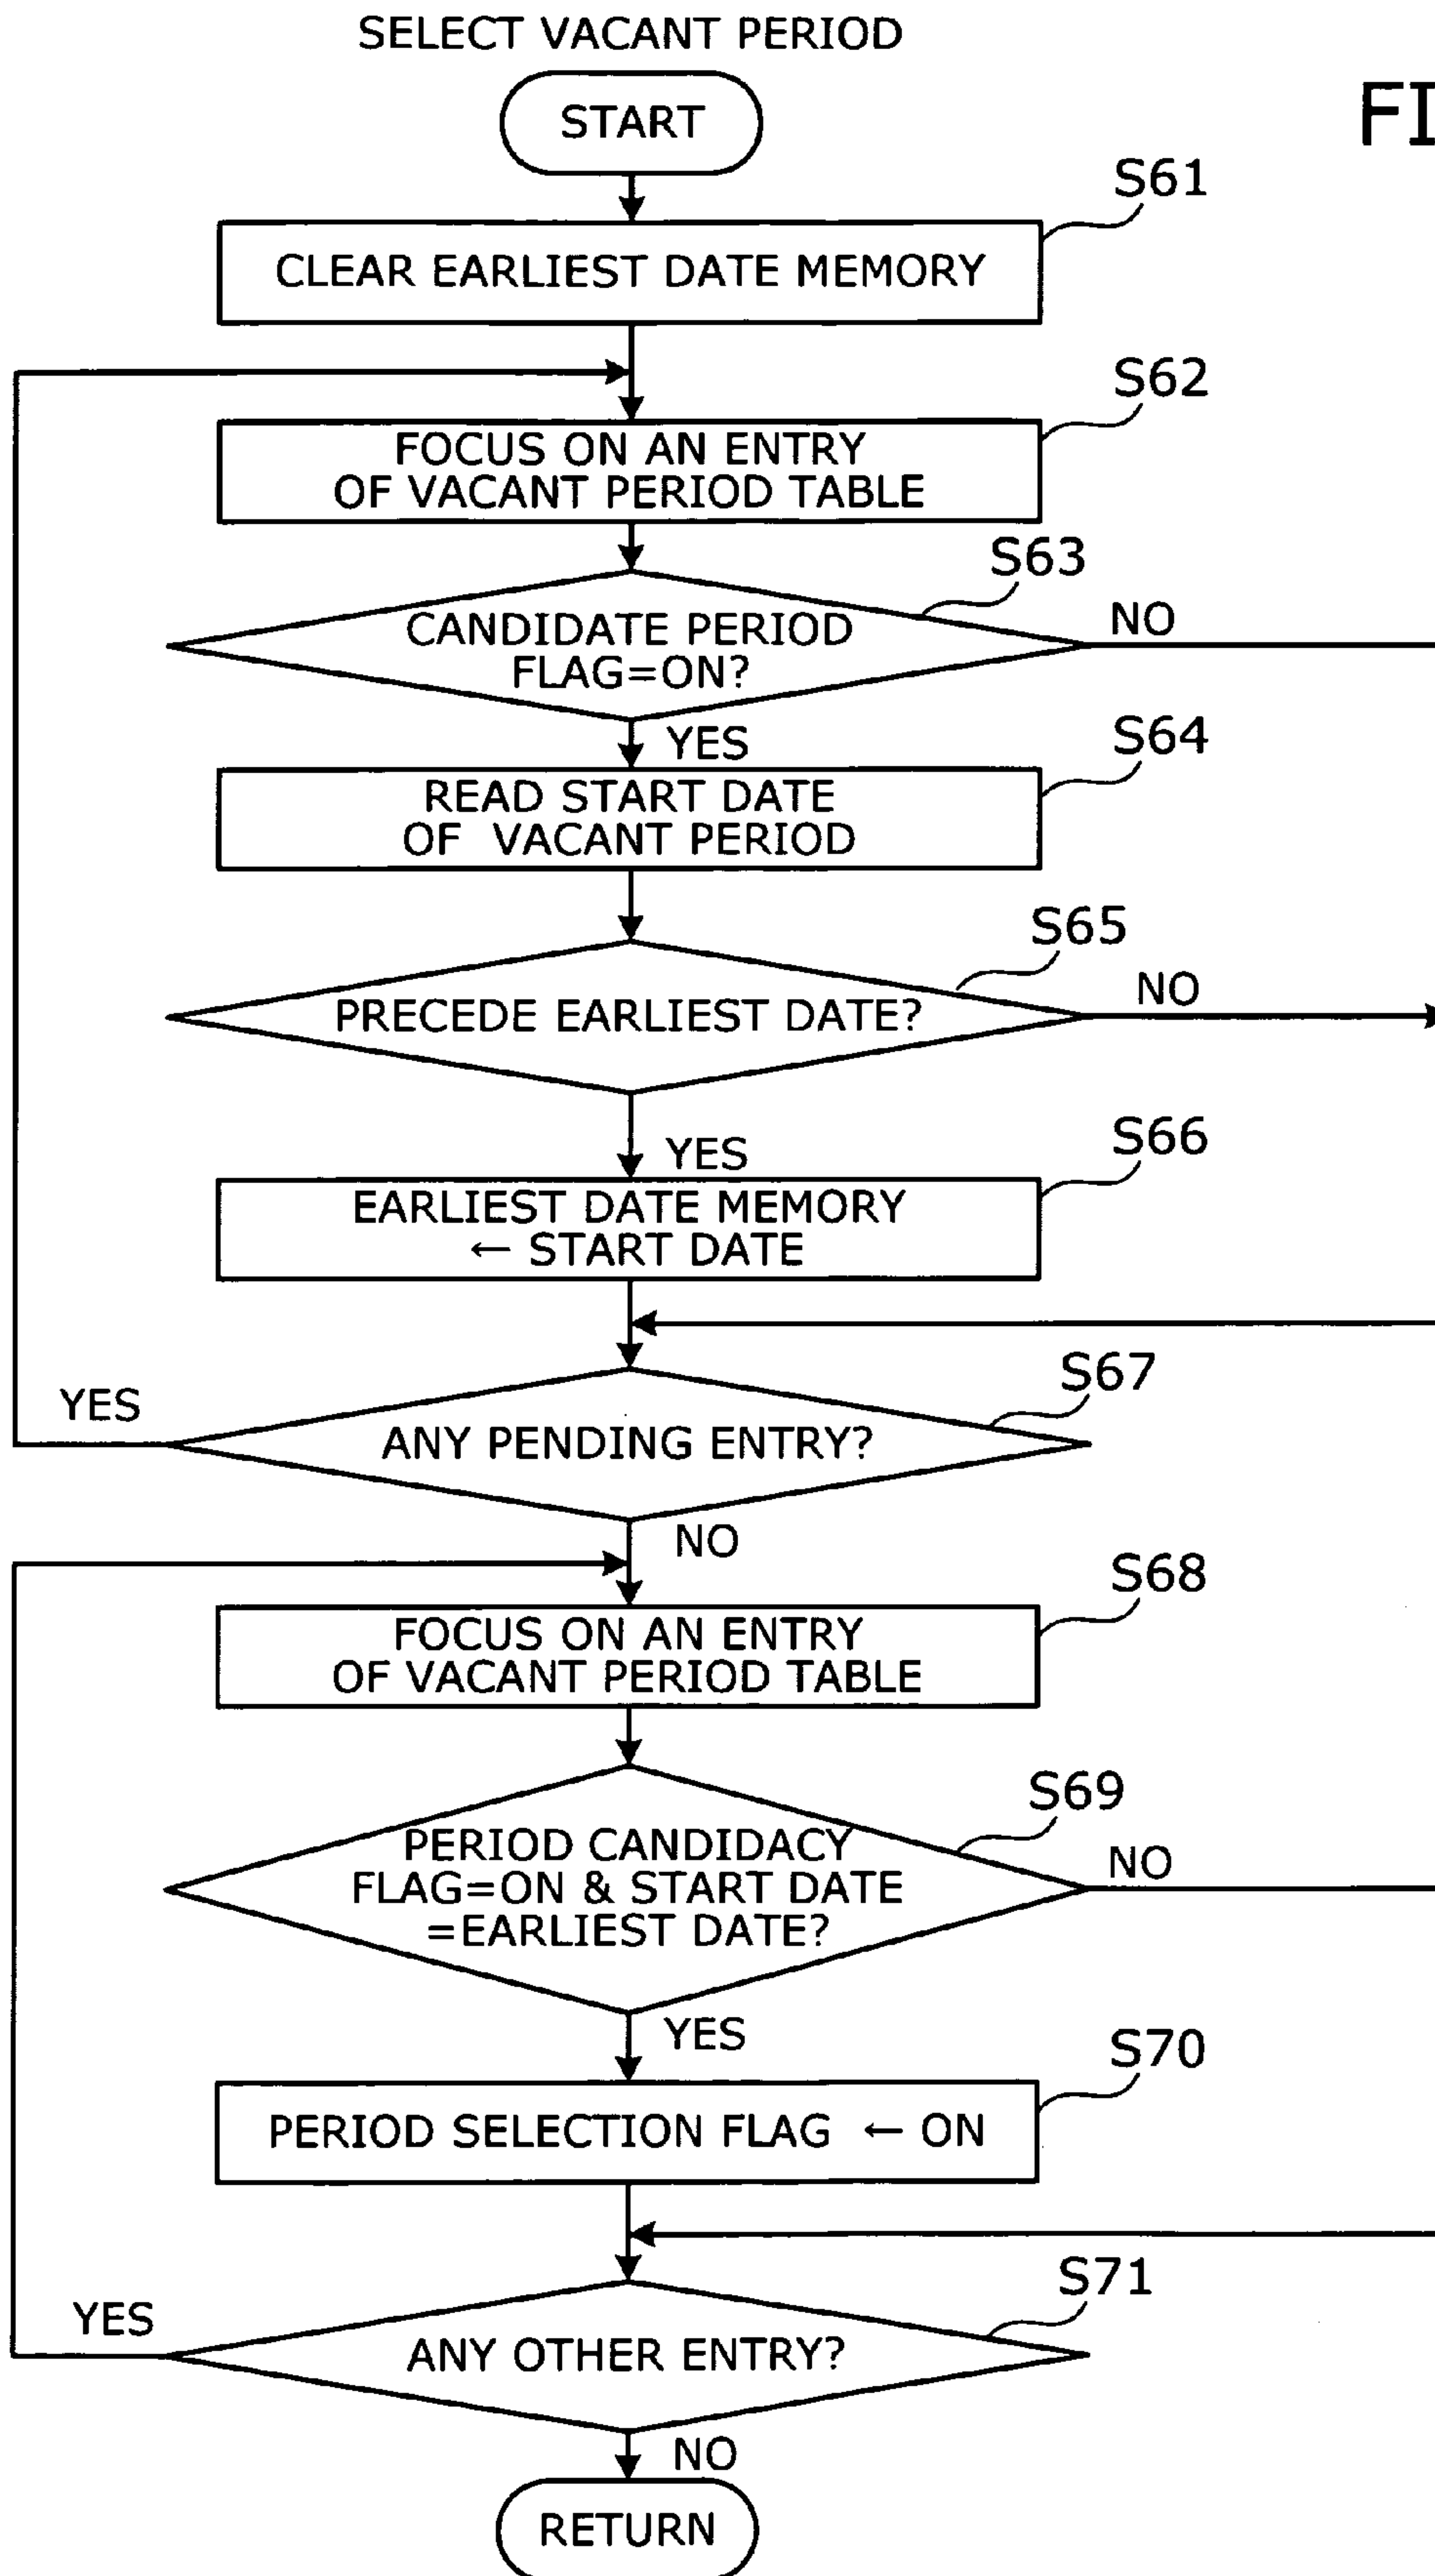 SELECT VACANT PERIOD
START
FI
S61
CLEAR EARLIEST DATE MEMORY
S62
FOCUS ON AN ENTRY
OF VACANT PERIOD TABLE
S63
CANDIDATE PERIOD
FLAG=ON?
NO
YES
S64
READ START DATE
OF VACANT PERIOD
S65
PRECEDE EARLIEST DATE?
NO
YES
S66
EARLIEST DATE MEMORY
← START DATE
S67
YES
ANY PENDING ENTRY?
NO
S68
FOCUS ON AN ENTRY
OF VACANT PERIOD TABLE
S69
PERIOD CANDIDACY
FLAG=ON & START DATE
=EARLIEST DATE?
NO
YES
S70
PERIOD SELECTION FLAG ← ON
S71
YES
ANY OTHER ENTRY?
NO
RETURN